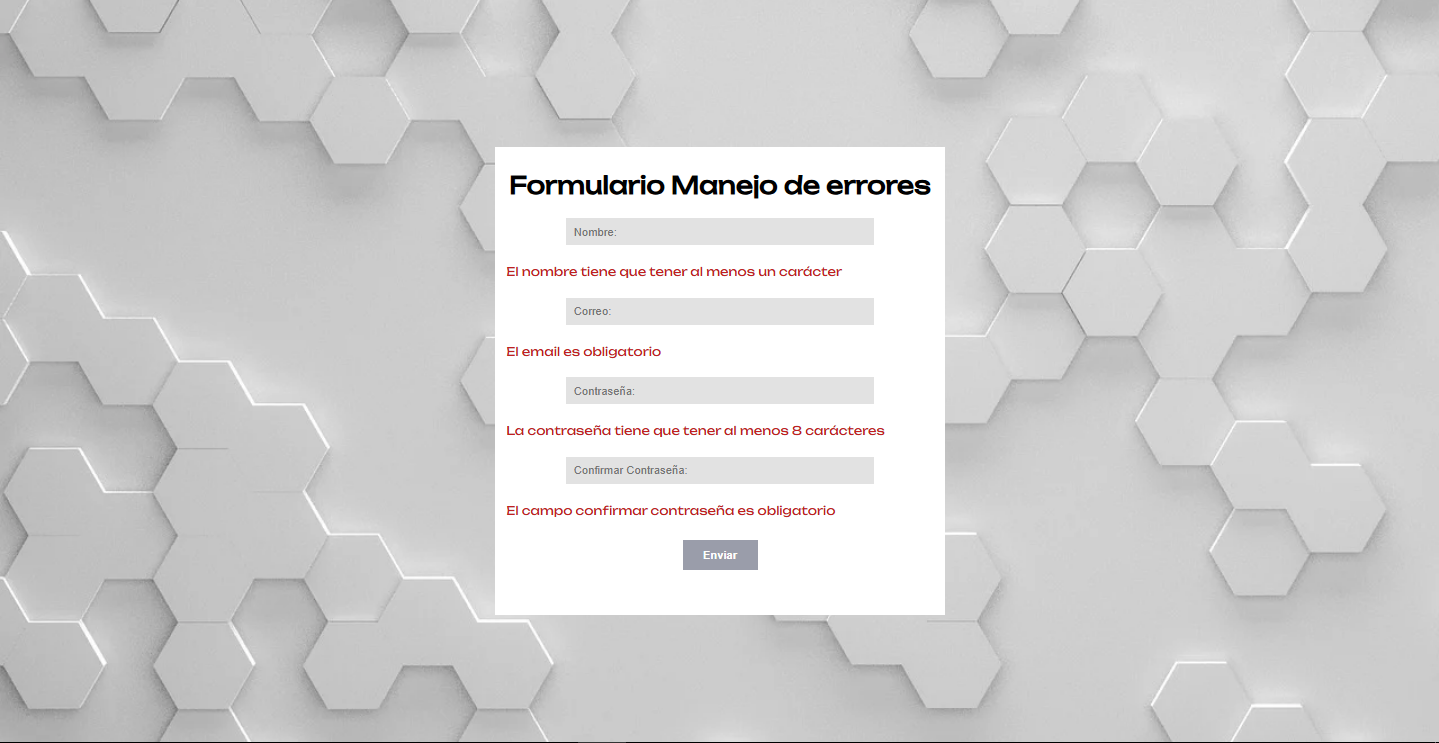 Formulario Manejo de errores
Nombre:
El nombre tiene que tener al menos un carácter
Correo:
El email es obligatorio
Contraseña:
La contraseña tiene que tener al menos 8 carácteres
Confirmar Contraseña:
El campo confirmar contraseña es obligatorio
Enviar